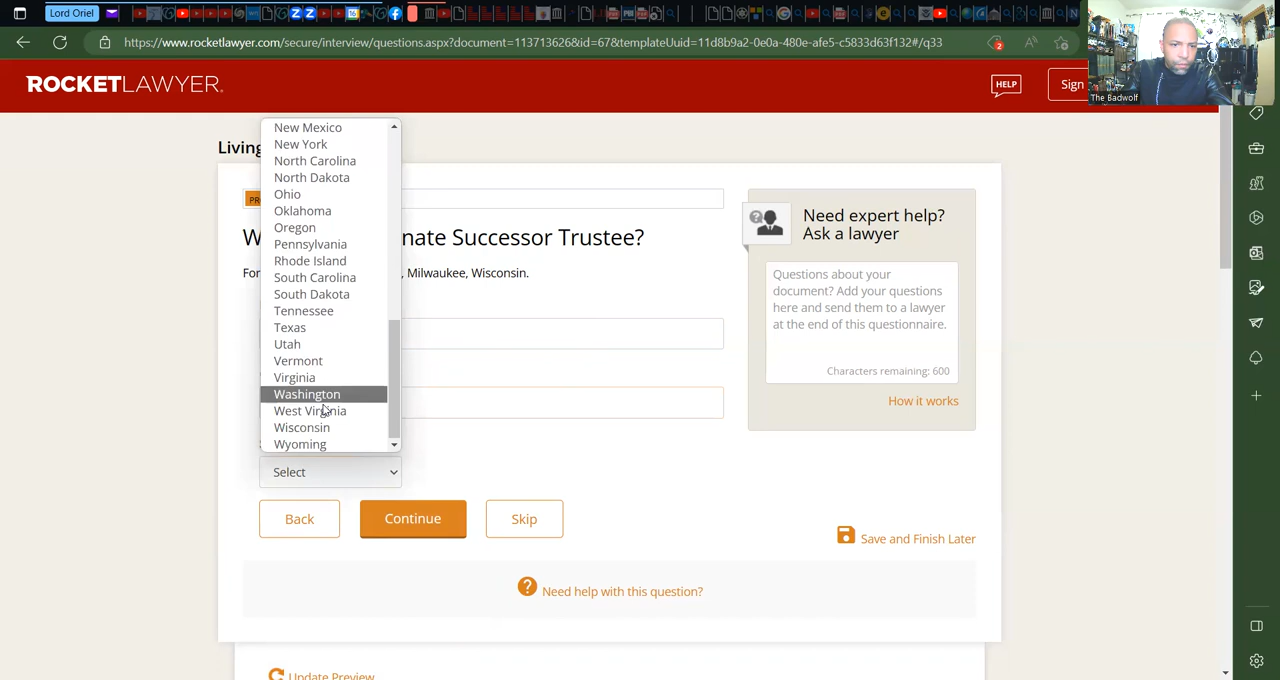 Lord Oriel
https://www.rocketlawyer.com/secure/interview/questions.aspx?document=113713626&id=67&templateUuid=11d8b9a2-0e0a-480e-afe5-c5833d63f132#/q33
2
The Badwolf
ROCKETLAWYER.
HELP
Sign
Living
New Mexico
New York
North Carolina
North Dakota
Ohio
Oklahoma
Oregon
Pennsylvania
Rhode Island
South Carolina
South Dakota
Tennessee
Texas
Utah
Vermont
Virginia
Washington
West Virginia
Wisconsin
Wyoming
Select
nate Successor Trustee?
For
, Milwaukee, Wisconsin.
Back
Continue
Skip
Save and Finish Later
Need help with this question?
Update Preview
Need expert help?
Ask a lawyer
Questions about your
document? Add your questions
here and send them to a lawyer
at the end of this questionnaire.
Characters remaining: 600
How it works